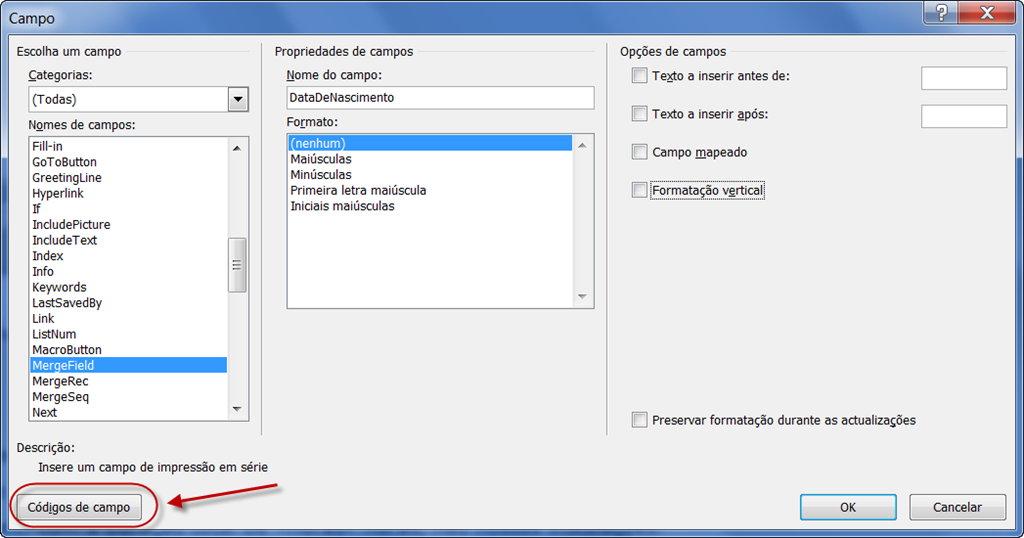 Campo
Escolha um campo
Categorias:
(Todas)
Nomes de campos:
Fill-in
GoToButton
GreetingLine
Hyperlink
If
IncludePicture
IncludeText
Index
Info
Keywords
LastSavedBy
Link
ListNum
MacroButton
MergeField
MergeRec
MergeSeq
Next
Propriedades de campos
Nome do campo:
DataDeNascimento
Formato:
(nenhum)
Maiúsculas
Minúsculas
Primeira letra maiúscula
Iniciais maiúsculas
Opções de campos
Texto a inserir antes de:
Texto a inserir após:
Campo mapeado
Formatação vertical
Preservar formatação durante as actualizações
Descrição:
Insere um campo de impressão em série
Códigos de campo
OK
Cancelar